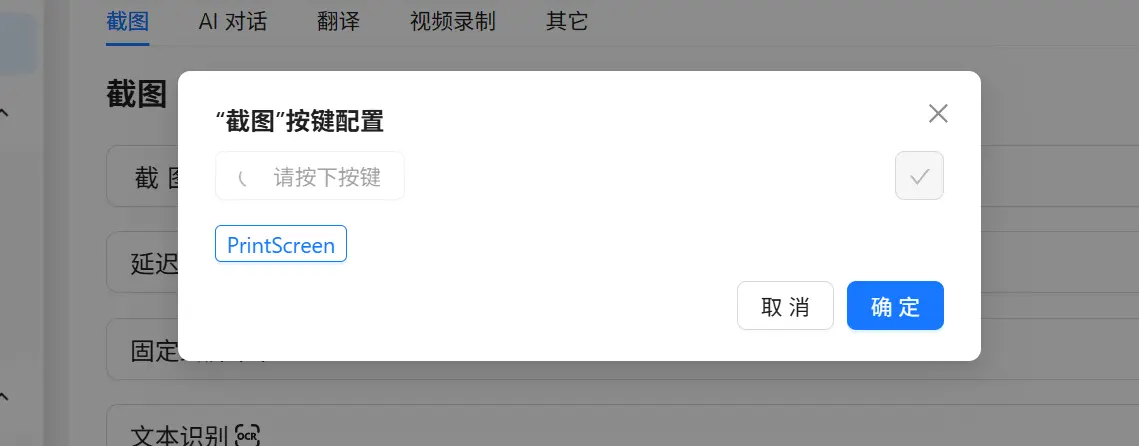 截图 AI 对话 翻译 视频录制 其它
截图
“截图”按键配置
截
请按下按键
PrintScreen
延迟
取 消 确 定
固定
文本识别 OCR